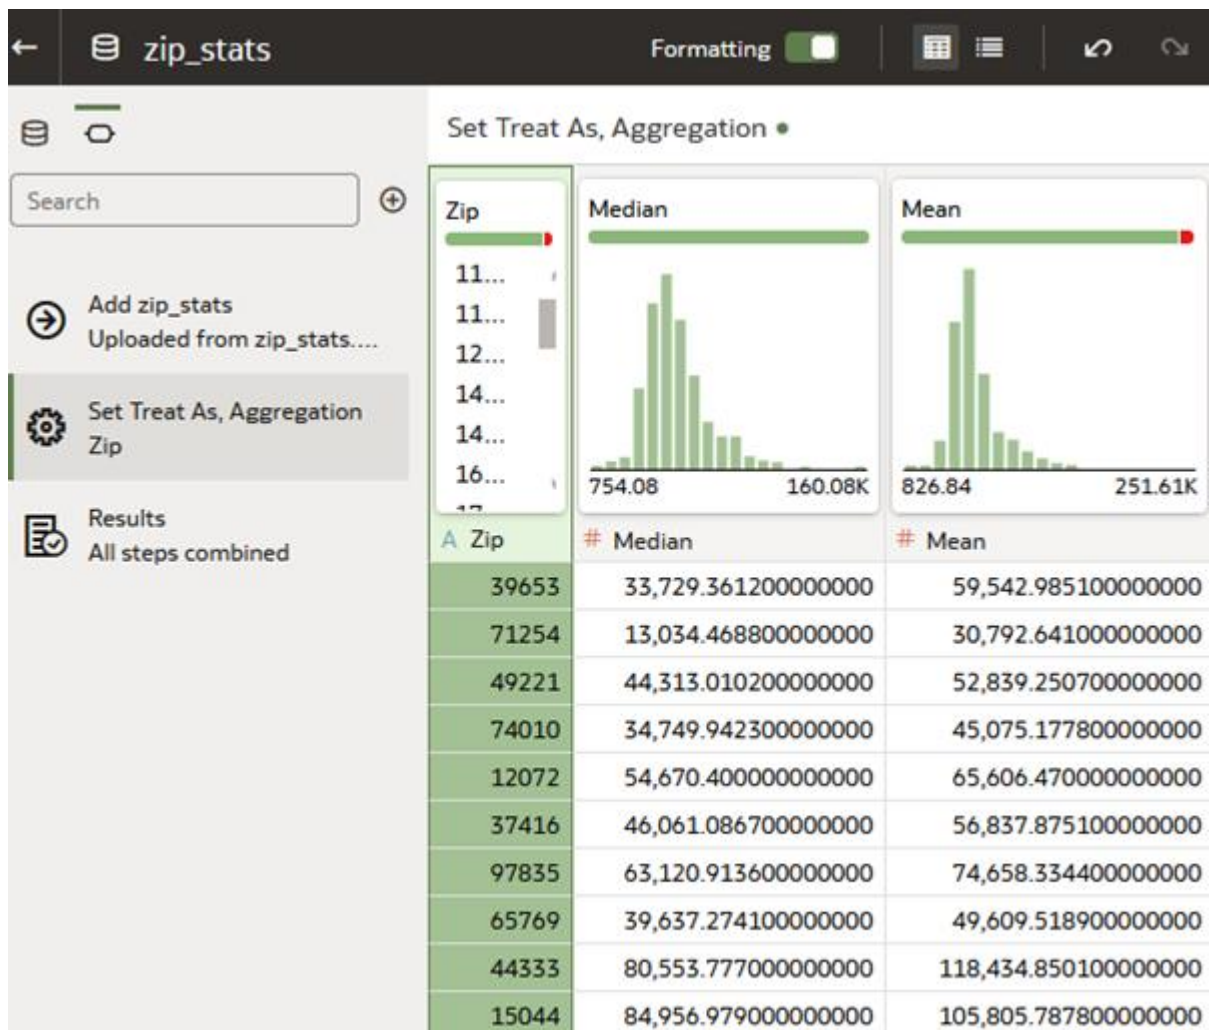 zip_stats
Formatting
Search
Add zip_stats
Uploaded from zip_stats....
Set Treat As, Aggregation
Zip
Results
All steps combined
Set Treat As, Aggregation
Zip
11...
11...
12...
14...
14...
16...
Median
754.08 160.08K
Mean
826.84 251.61K
A Zip # Median # Mean
39653 33,729.361200000000 59,542.985100000000
71254 13,034.468800000000 30,792.641000000000
49221 44,313.010200000000 52,839.250700000000
74010 34,749.942300000000 45,075.177800000000
12072 54,670.400000000000 65,606.470000000000
37416 46,061.086700000000 56,837.875100000000
97835 63,120.913600000000 74,658.334400000000
65769 39,637.274100000000 49,609.518900000000
44333 80,553.777000000000 118,434.850100000000
15044 84,956.979000000000 105,805.787800000000